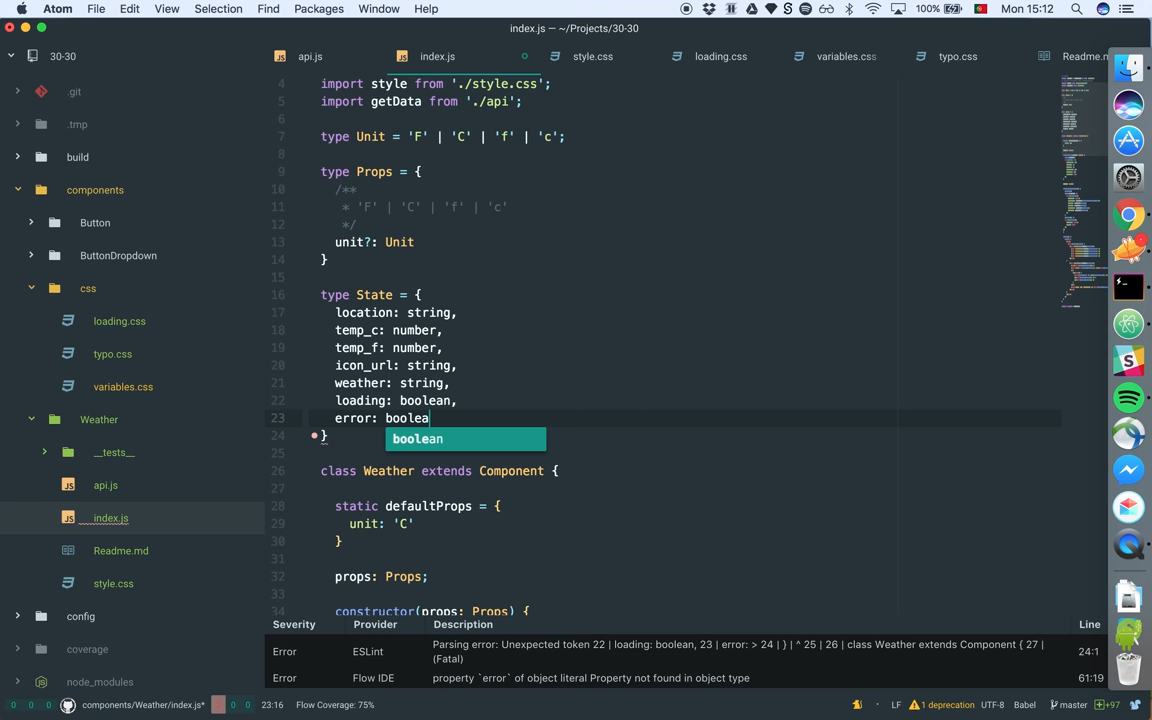 Atom File Edit View Selection Find Packages Window Help 100% Mon 15:12
index.js — ~/Projects/30-30
30-30
api.js index.js style.css loading.css variables.css typo.css Readme.n
.git
.tmp
build
components
Button
ButtonDropdown
css
loading.css
typo.css
variables.css
Weather
__tests__
api.js
index.js
Readme.md
style.css
config
coverage
node_modules
4 import style from './style.css';
5 import getData from './api';
6
7 type Unit = 'F' | 'C' | 'f' | 'c';
8
9 type Props = {
10 /**
11 * 'F' | 'C' | 'f' | 'c'
12 */
13 unit?: Unit
14 }
15
16 type State = {
17 location: string,
18 temp_c: number,
19 temp_f: number,
20 icon_url: string,
21 weather: string,
22 loading: boolean,
23 error: boolea
24 }
boolean
25
26 class Weather extends Component {
27
28 static defaultProps = {
29 unit: 'C'
30 }
31
32 props: Props;
33
34 constructor(props: Props) {
Severity Provider Description Line
Error ESLint Parsing error: Unexpected token 22 | loading: boolean, 23 | error: > 24 | } | ^ 25 | 26 | class Weather extends Component { 27 | 24:1
(Fatal)
Error Flow IDE property `error` of object literal Property not found in object type 61:19
0 0 0 components/Weather/index.js* 0 0 23:16 Flow Coverage: 75% LF 1 deprecation UTF-8 Babel master +97